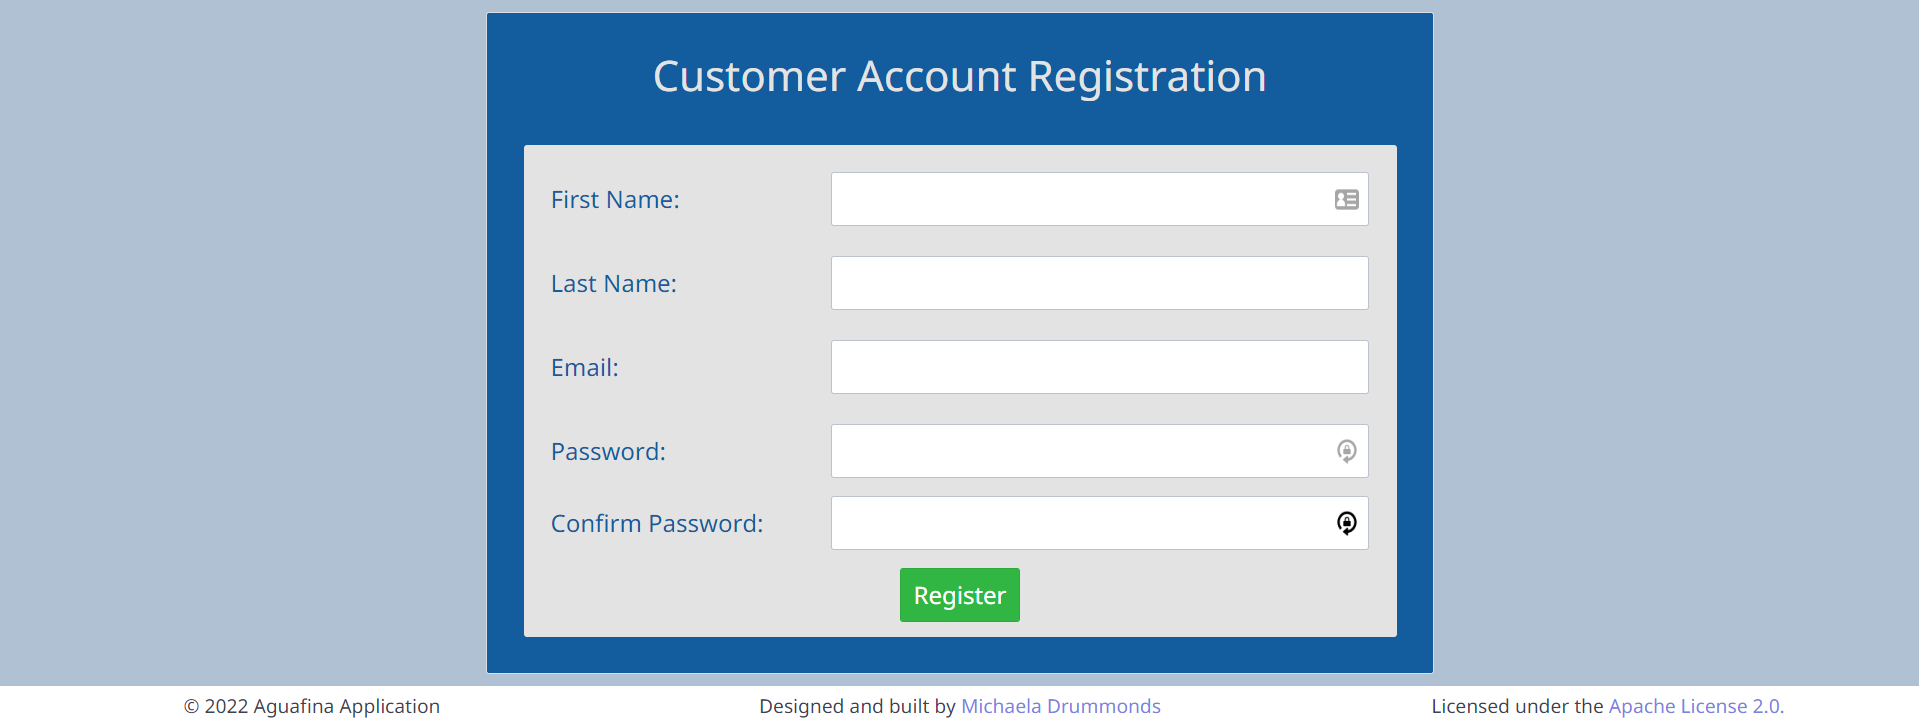 Customer Account Registration
First Name:
Last Name:
Email:
Password:
Confirm Password:
Register
© 2022 Aguafina Application
Designed and built by Michaela Drummonds
Licensed under the Apache License 2.0.